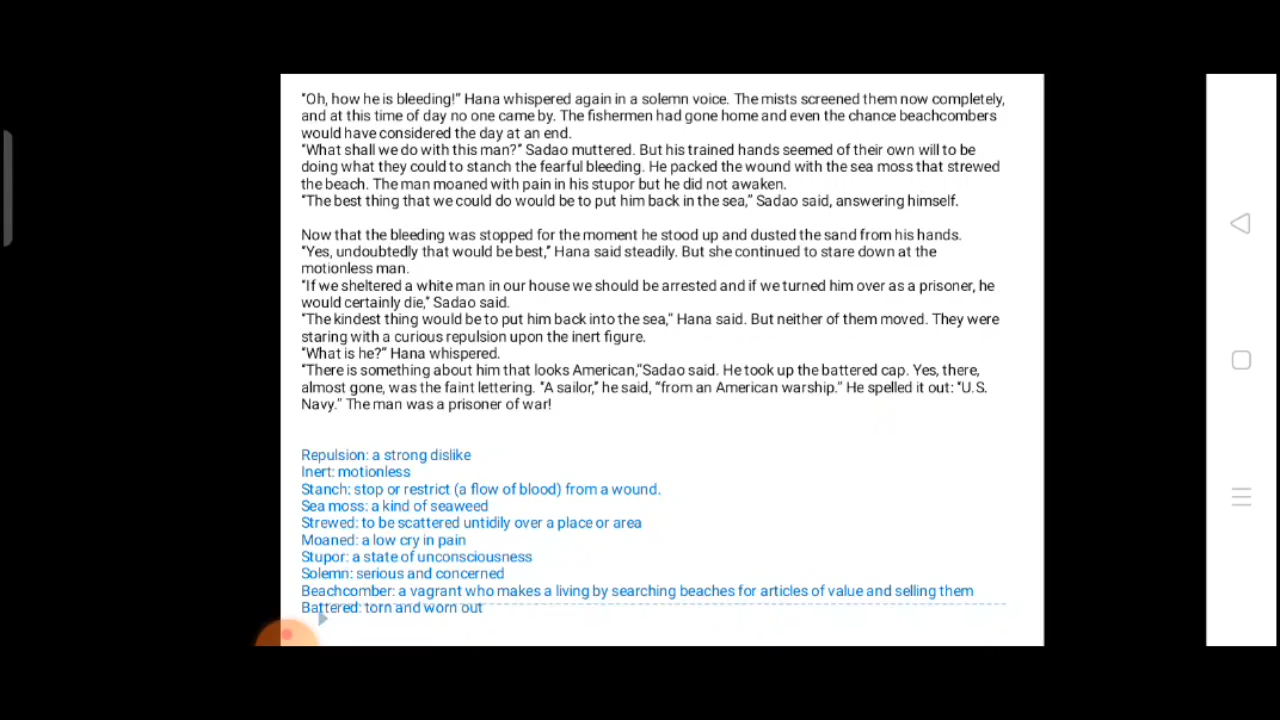 "Oh, how he is bleeding!" Hana whispered again in a solemn voice. The mists screened them now completely,
and at this time of day no one came by. The fishermen had gone home and even the chance beachcombers
would have considered the day at an end.
"What shall we do with this man?" Sadao muttered. But his trained hands seemed of their own will to be
doing what they could to stanch the fearful bleeding. He packed the wound with the sea moss that strewed
the beach. The man moaned with pain in his stupor but he did not awaken.
"The best thing that we could do would be to put him back in the sea," Sadao said, answering himself.
Now that the bleeding was stopped for the moment he stood up and dusted the sand from his hands.
"Yes, undoubtedly that would be best," Hana said steadily. But she continued to stare down at the
motionless man.
"If we sheltered a white man in our house we should be arrested and if we turned him over as a prisoner, he
would certainly die," Sadao said.
"The kindest thing would be to put him back into the sea," Hana said. But neither of them moved. They were
staring with a curious repulsion upon the inert figure.
"What is he?" Hana whispered.
"There is something about him that looks American,"Sadao said. He took up the battered cap. Yes, there,
almost gone, was the faint lettering. "A sailor," he said, "from an American warship." He spelled it out: "U.S.
Navy." The man was a prisoner of war!
Repulsion: a strong dislike
Inert: motionless
Stanch: stop or restrict (a flow of blood) from a wound.
Sea moss: a kind of seaweed
Strewed: to be scattered untidily over a place or area
Moaned: a low cry in pain
Stupor: a state of unconsciousness
Solemn: serious and concerned
Beachcomber: a vagrant who makes a living by searching beaches for articles of value and selling them
Battered: torn and worn out